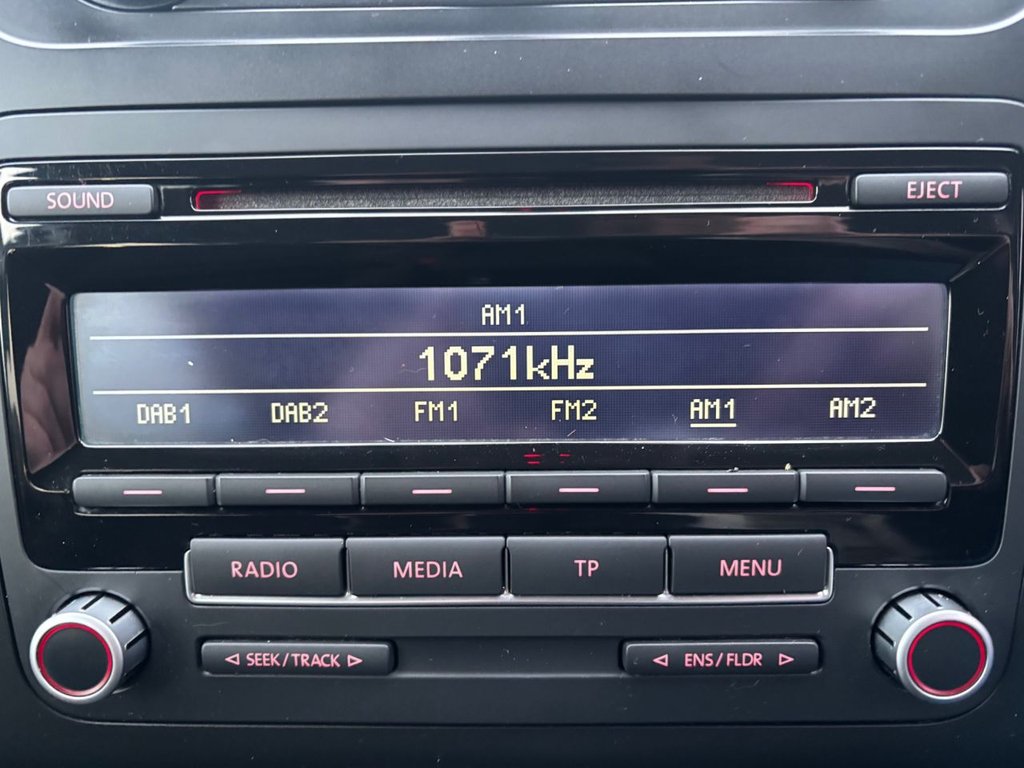 SOUND
EJECT
AM1
1071kHz
DAB1 DAB2 FM1 FM2 AM1 AM2
RADIO MEDIA TP MENU
◁ SEEK/TRACK ▷ ◁ ENS/FLDR ▷